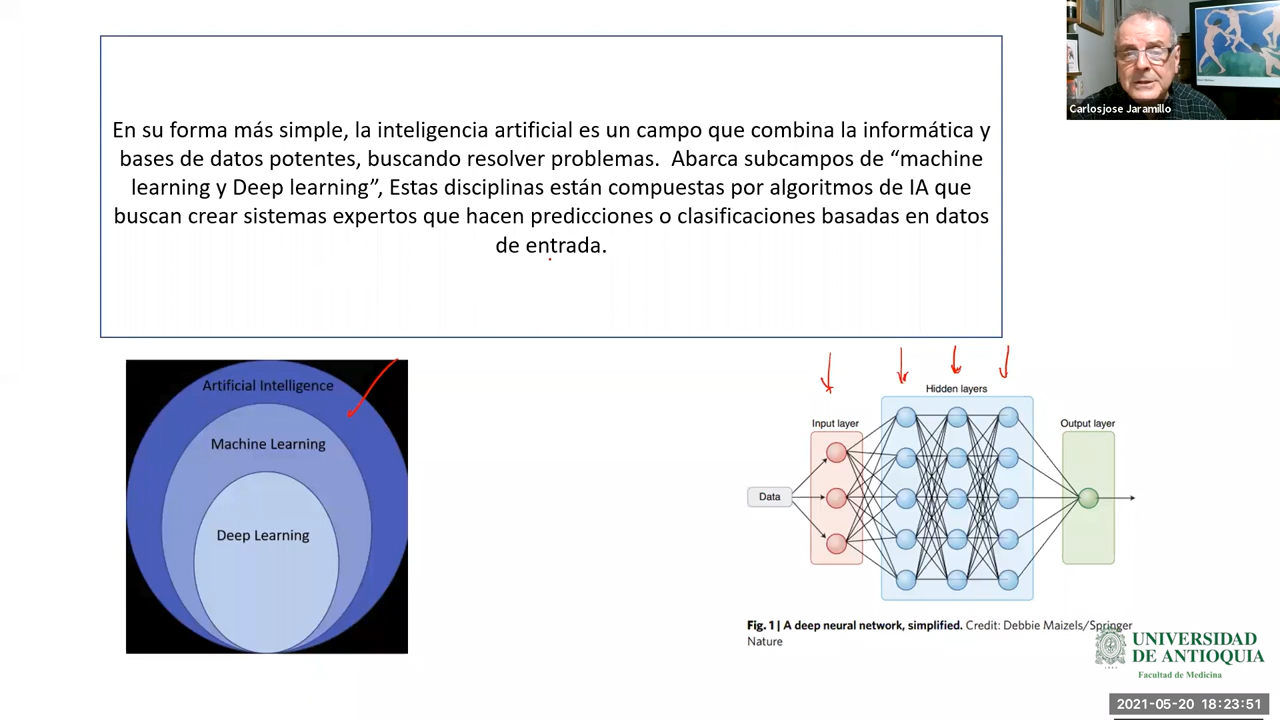 En su forma más simple, la inteligencia artificial es un campo que combina la informática y
bases de datos potentes, buscando resolver problemas. Abarca subcampos de “machine
learning y Deep learning”, Estas disciplinas están compuestas por algoritmos de IA que
buscan crear sistemas expertos que hacen predicciones o clasificaciones basadas en datos
de entrada.
Carlosjose Jaramillo
Artificial Intelligence
Machine Learning
Deep Learning
Hidden layers
Input layer
Output layer
Data
Fig. 1 | A deep neural network, simplified. Credit: Debbie Maizels/Springer
Nature
UNIVERSIDAD
DE ANTIOQUIA
Facultad de Medicina
2021-05-20 18:23:51